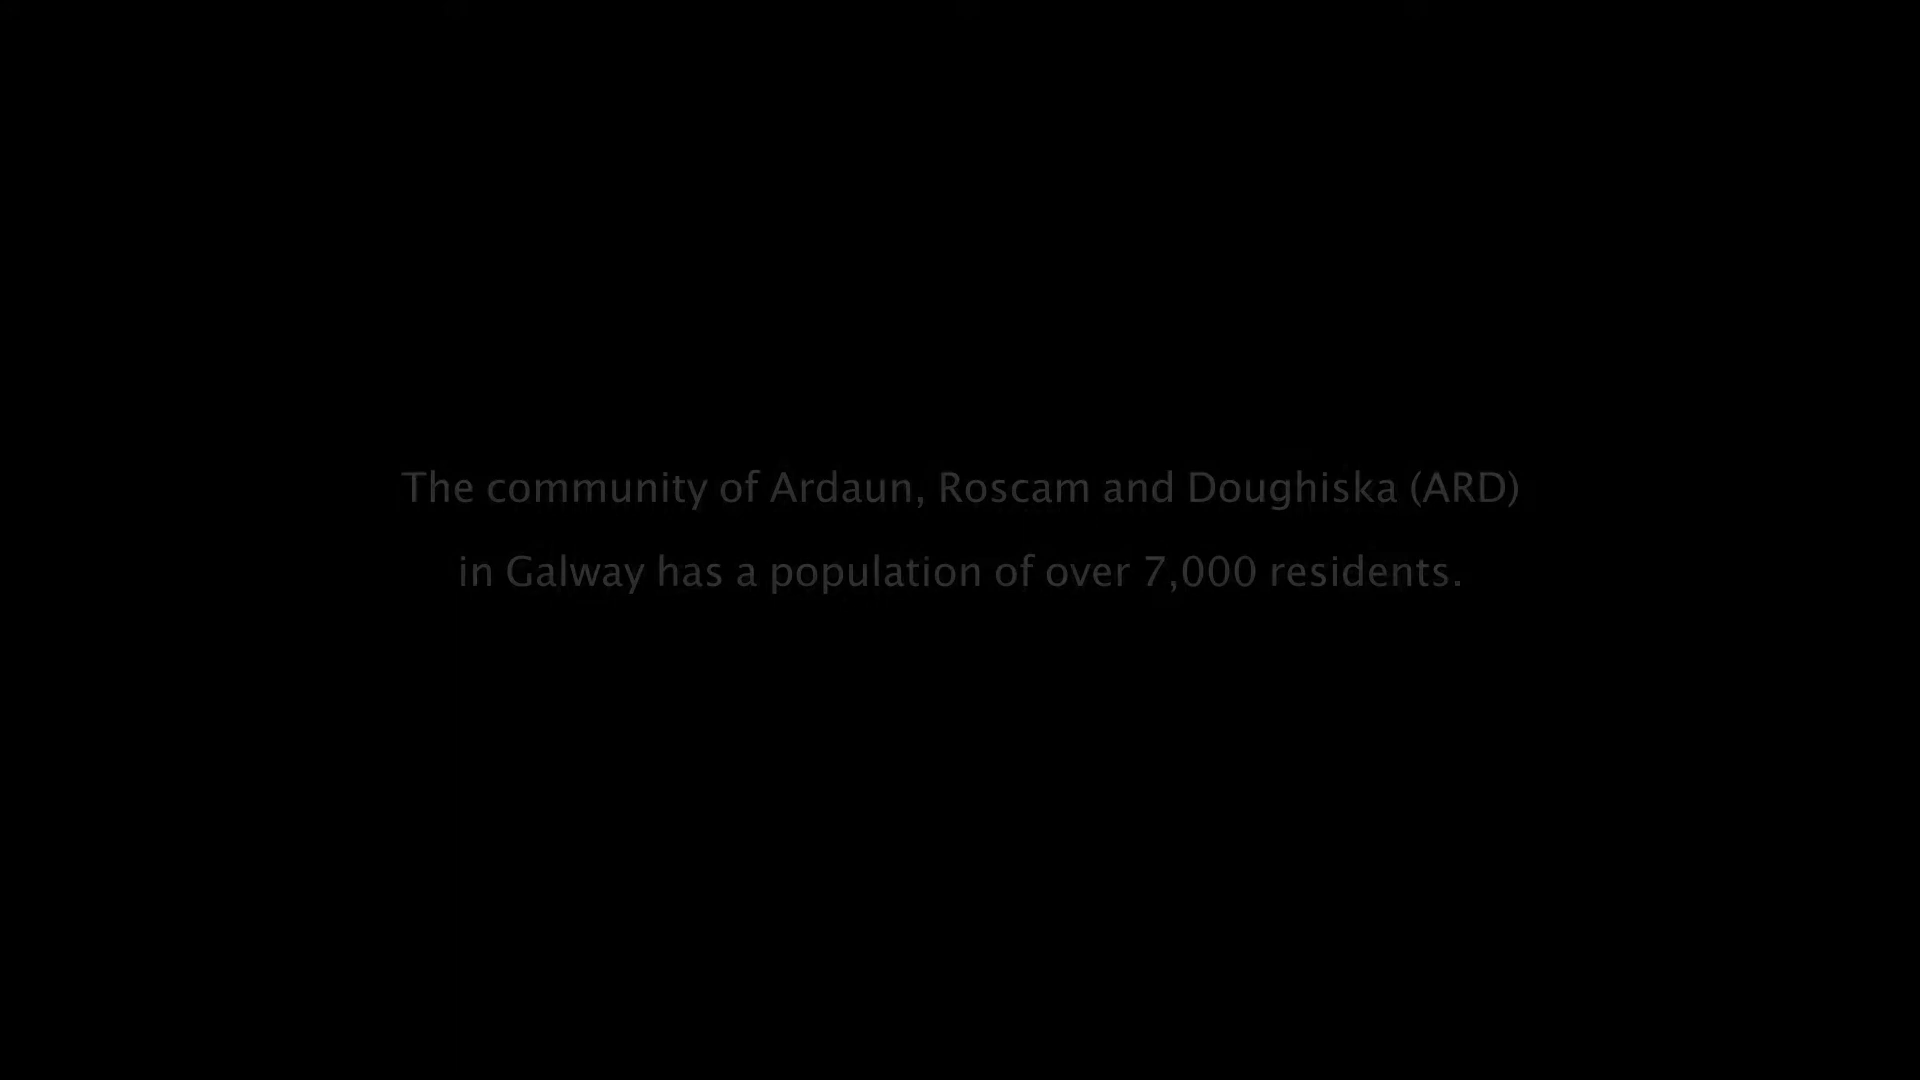 The community of Ardaun, Roscam and Doughiska (ARD)
in Galway has a population of over 7,000 residents.